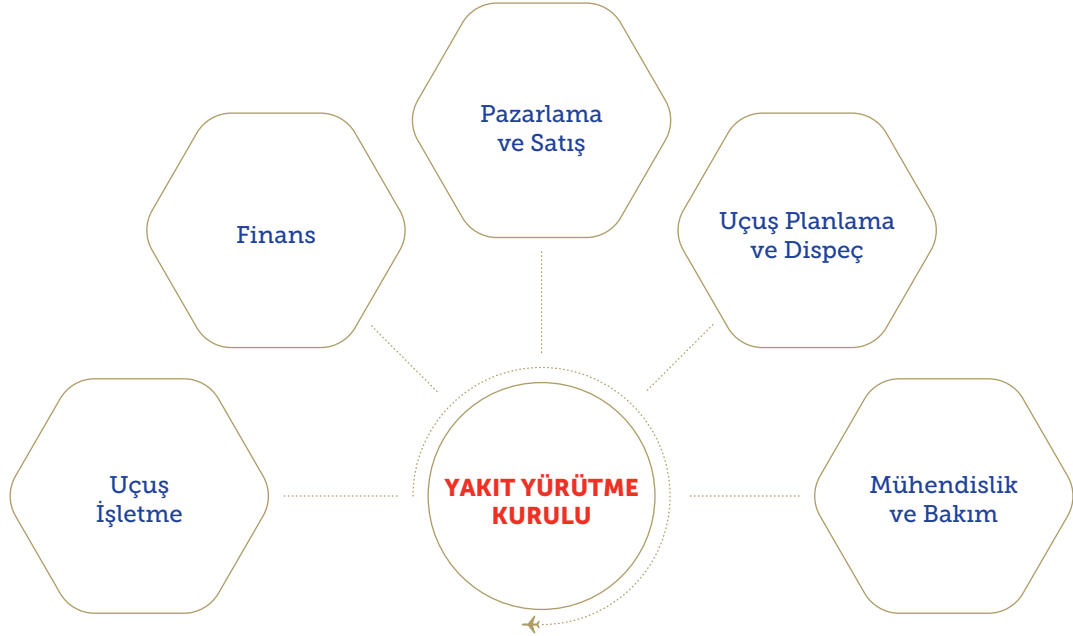 Pazarlama
ve Satış
Finans
Uçuş Planlama
ve Dispeç
Uçuş
İşletme
YAKIT YÜRÜTME
KURULU
Mühendislik
ve Bakım